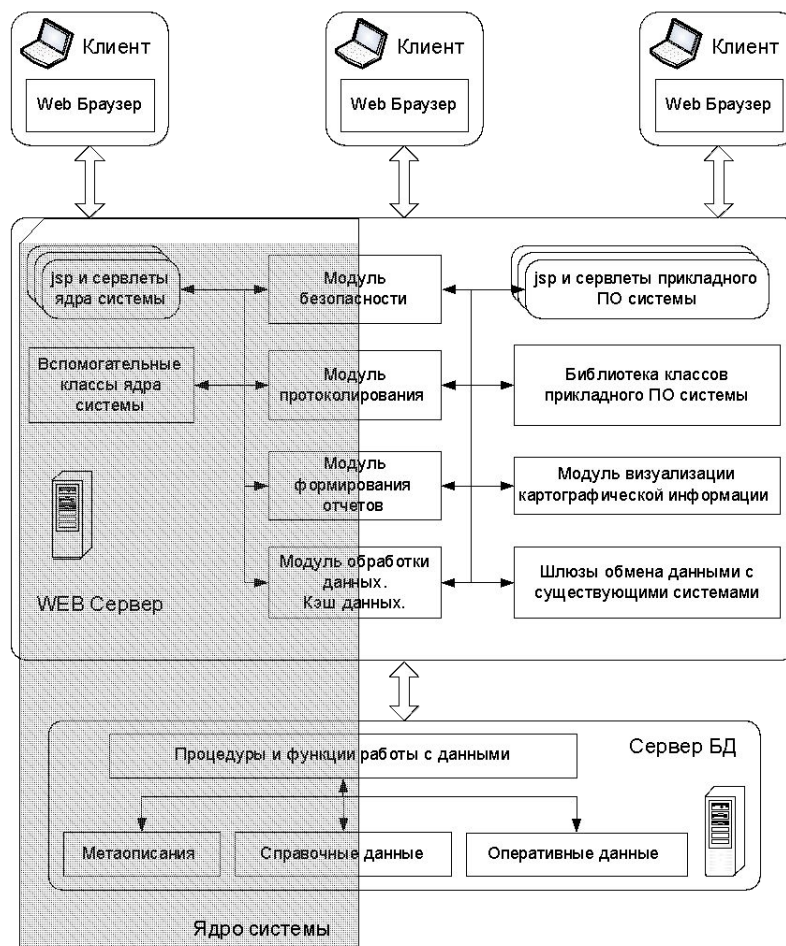 Клиент
Web Браузер
Клиент
Web Браузер
Клиент
Web Браузер
jsp и сервлеты
ядра системы
Модуль
безопасности
jsp и сервлеты прикладного
ПО системы
Вспомогательные
классы ядра
системы
Модуль
протоколирования
Библиотека классов
прикладного ПО системы
Модуль
формирования
отчетов
Модуль визуализации
картографической информации
Модуль обработки
данных.
Кэш данных.
Шлюзы обмена данными с
существующими системами
WEB Сервер
Процедуры и функции работы с данными
Сервер БД
Метаописания
Справочные данные
Оперативные данные
Ядро системы